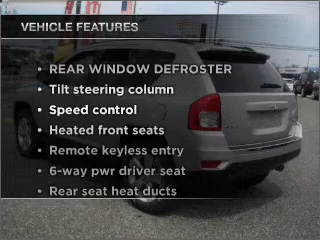 VEHICLE FEATURES
• REAR WINDOW DEFROSTER
• Tilt steering column
• Speed control
• Heated front seats
• Remote keyless entry
• 6-way pwr driver seat
• Rear seat heat ducts